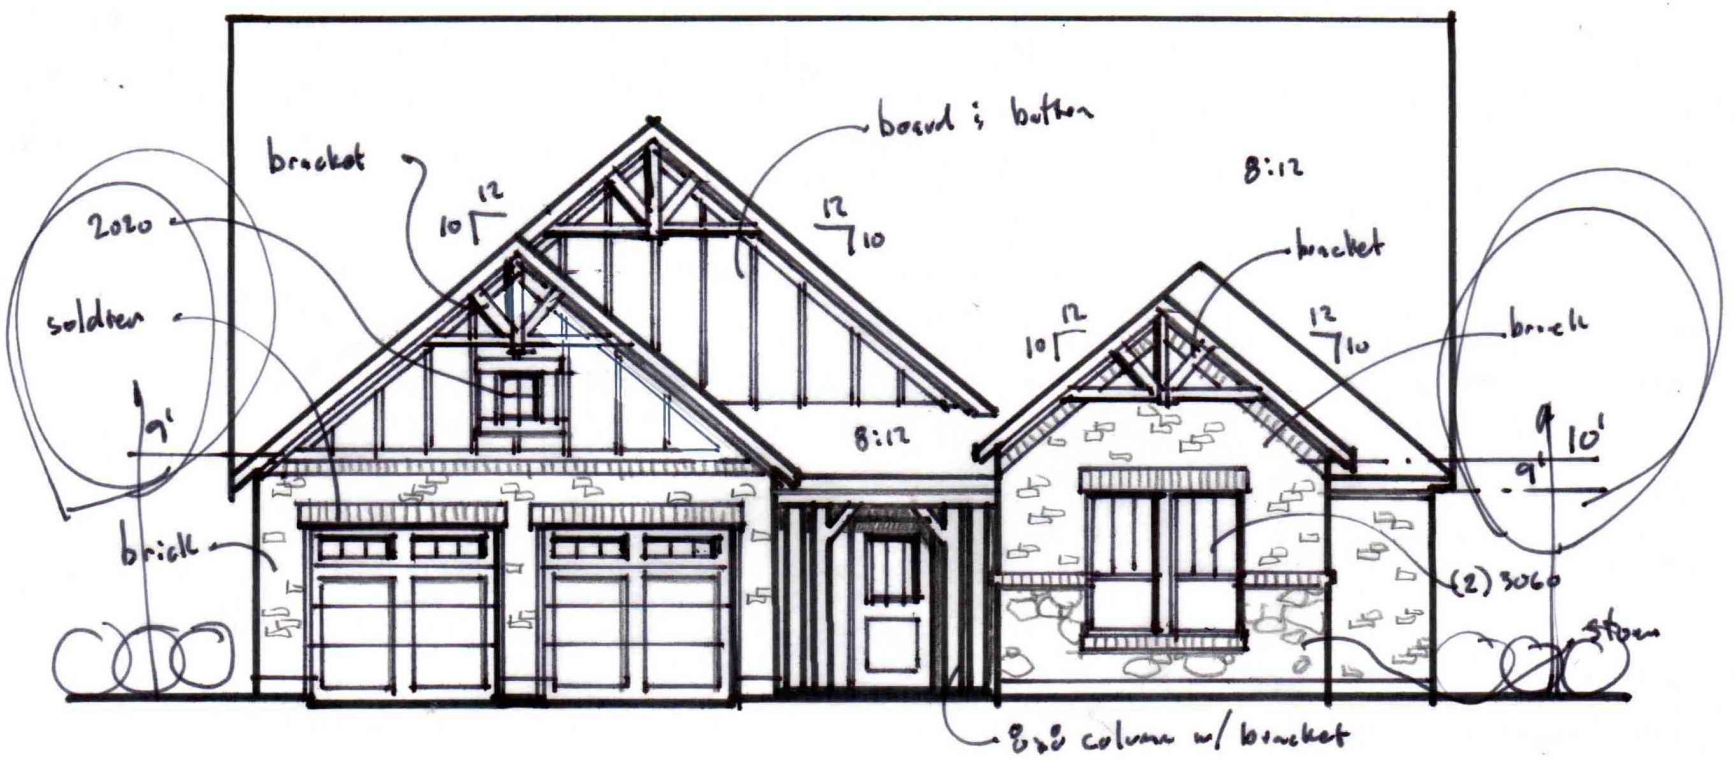 board & batten
bracket
8:12
12
10
12
10
2020
bracket
soldier
12
10
12
10
brick
9'
8:12
10'
9'
brick
(2) 3060
stone
8x8 column w/ bracket